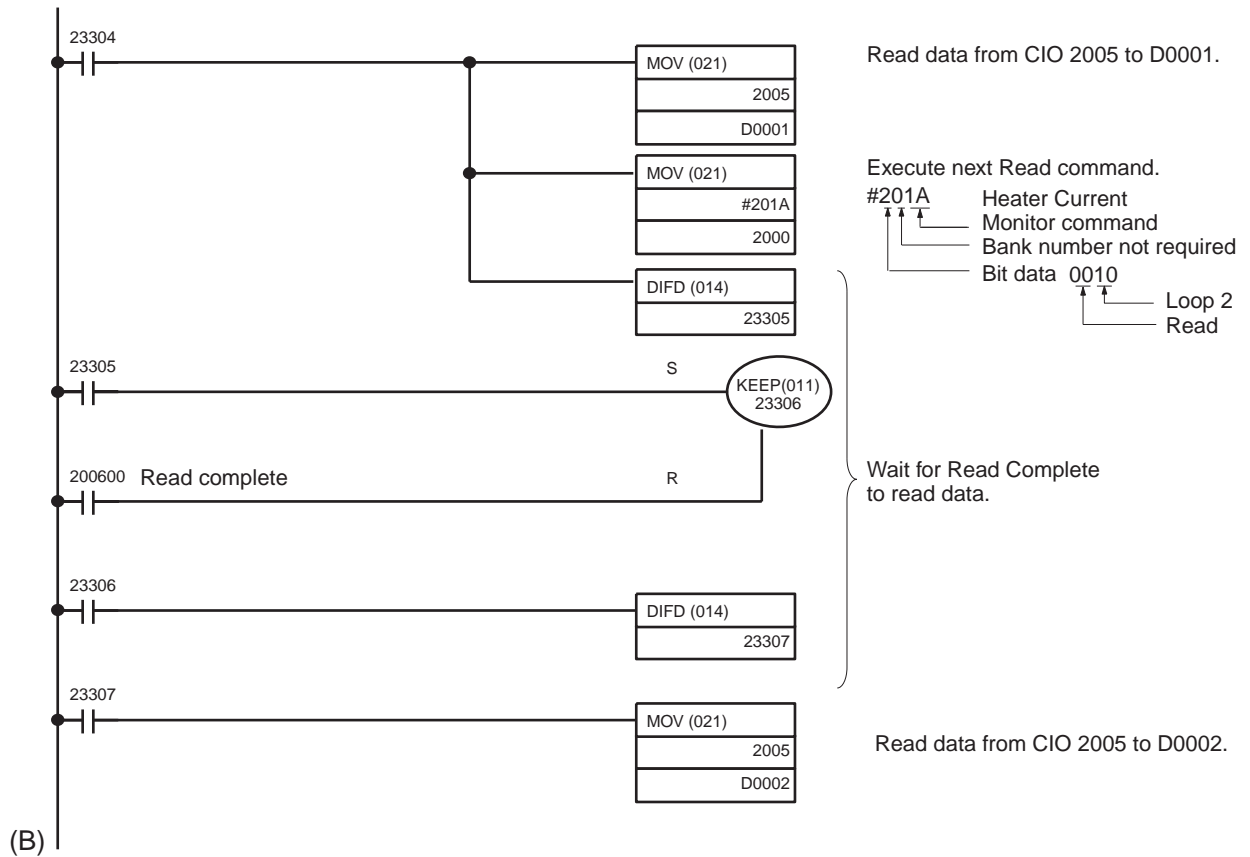 23304
MOV (021)
2005
D0001
Read data from CIO 2005 to D0001.
MOV (021)
#201A
2000
Execute next Read command.
#201A Heater Current
Monitor command
Bank number not required
Bit data 0010
Loop 2
Read
DIFD (014)
23305
23305
S
KEEP(011)
23306
200600 Read complete
R
Wait for Read Complete
to read data.
23306
DIFD (014)
23307
23307
MOV (021)
2005
D0002
Read data from CIO 2005 to D0002.
(B)